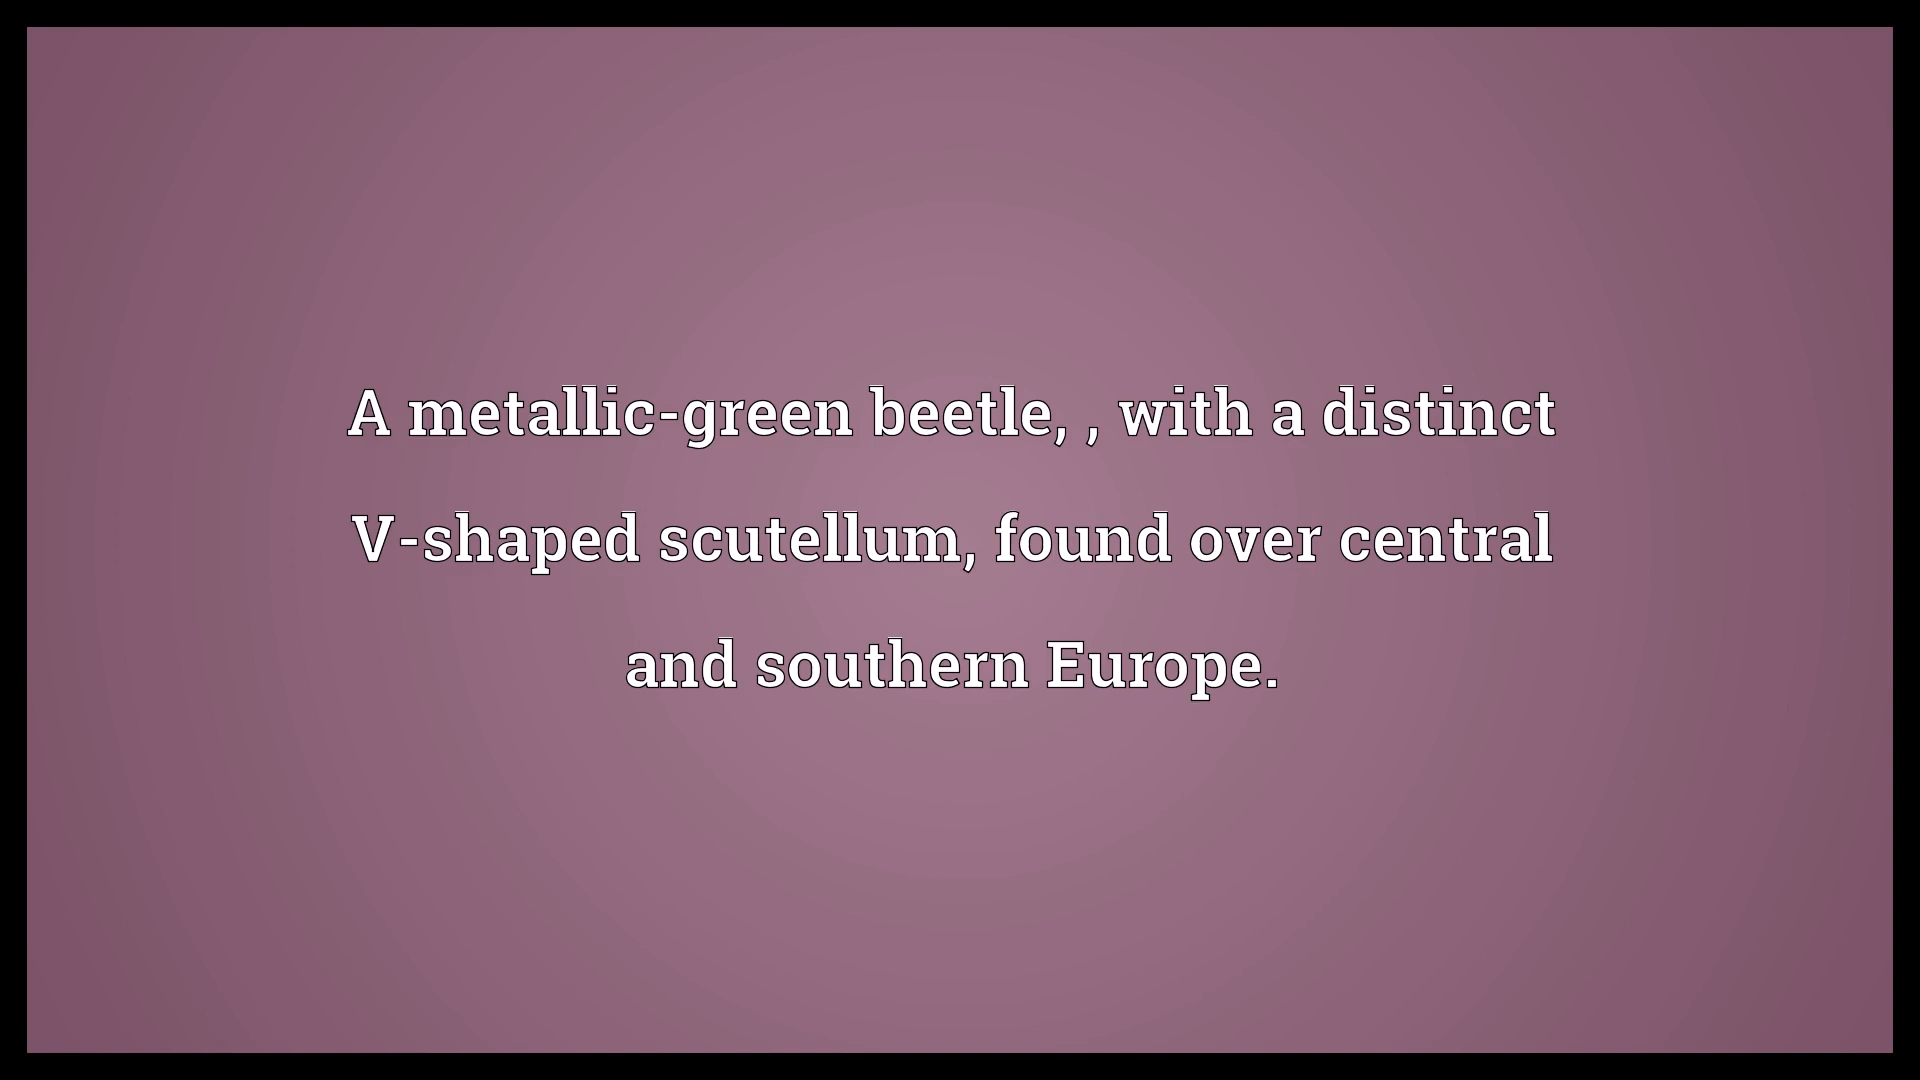 A metallic-green beetle, , with a distinct
V-shaped scutellum, found over central
and southern Europe.